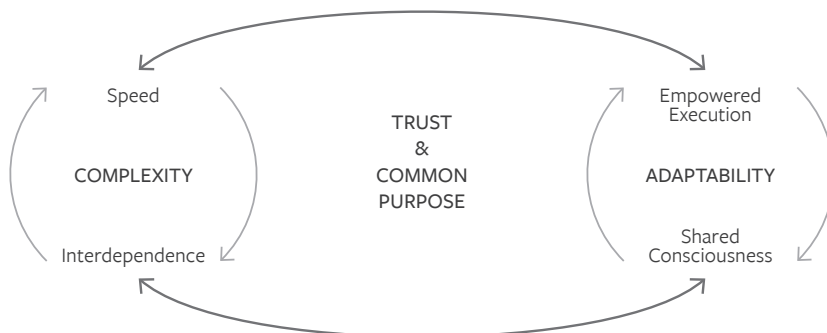 Speed
COMPLEXITY
Interdependence
TRUST
&
COMMON
PURPOSE
Empowered
Execution
ADAPTABILITY
Shared
Consciousness